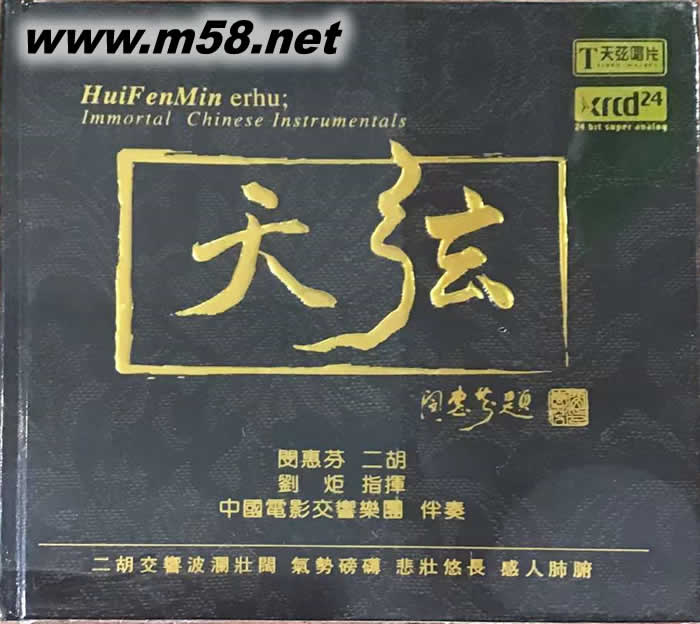 www.m58.net
T天弦唱片
HuiFenMin erhu;
xrcd24
Immortal Chinese Instrumentals
24 bit super analog
天弦
閔惠芬題
閔惠芬 二胡
劉炬 指揮
中國電影交響樂團 伴奏
二胡交響波瀾壯闊 氣勢磅礡 悲壯悠長 感人肺腑